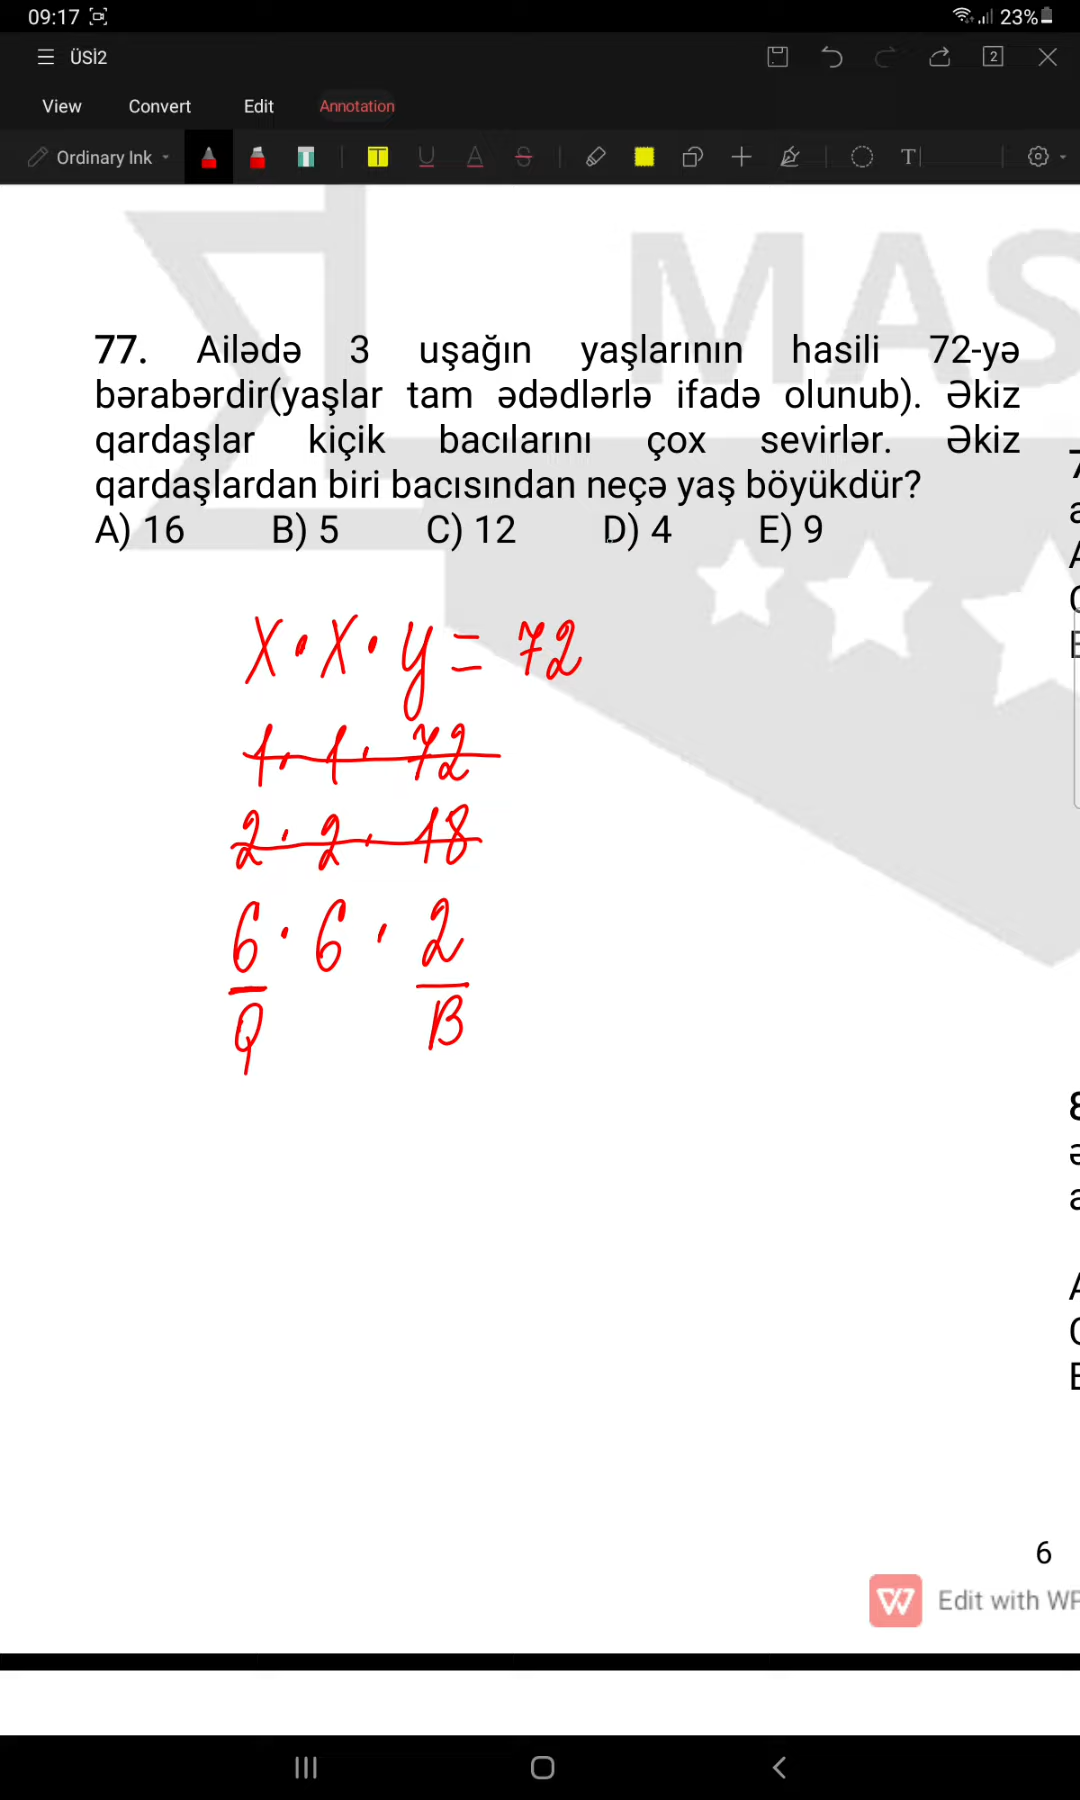 09:17
23%
ÜSİ2
2
View Convert Edit Annotation
Ordinary Ink
MAS
77. Ailədə 3 uşağın yaşlarının hasili 72-yə
bərabərdir(yaşlar tam ədədlərlə ifadə olunub). Əkiz
qardaşlar kiçik bacılarını çox sevirlər. Əkiz
qardaşlardan biri bacısından neçə yaş böyükdür?
A) 16 B) 5 C) 12 D) 4 E) 9
X · X · y = 72
1 · 1 · 72
2 · 2 · 18
6 · 6 · 2
Q B
6
Edit with WP